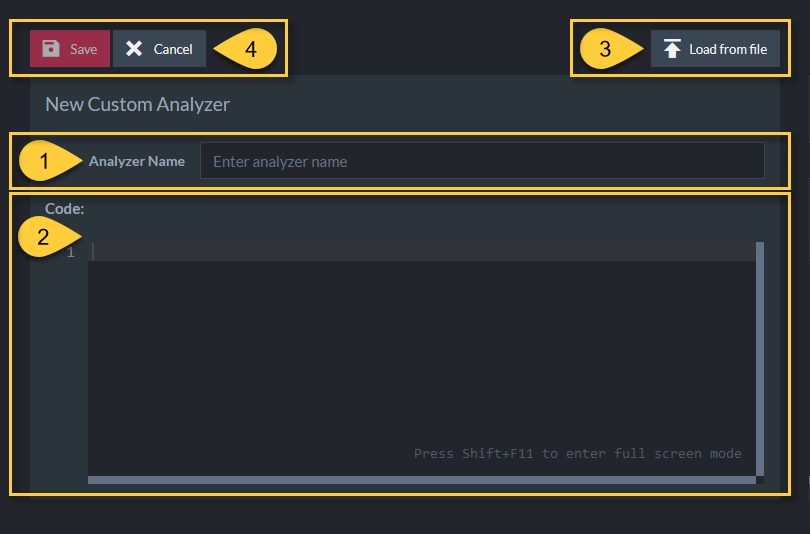 Save
Cancel
4
3
Load from file
New Custom Analyzer
1
Analyzer Name
Enter analyzer name
Code:
2
1
Press Shift+F11 to enter full screen mode